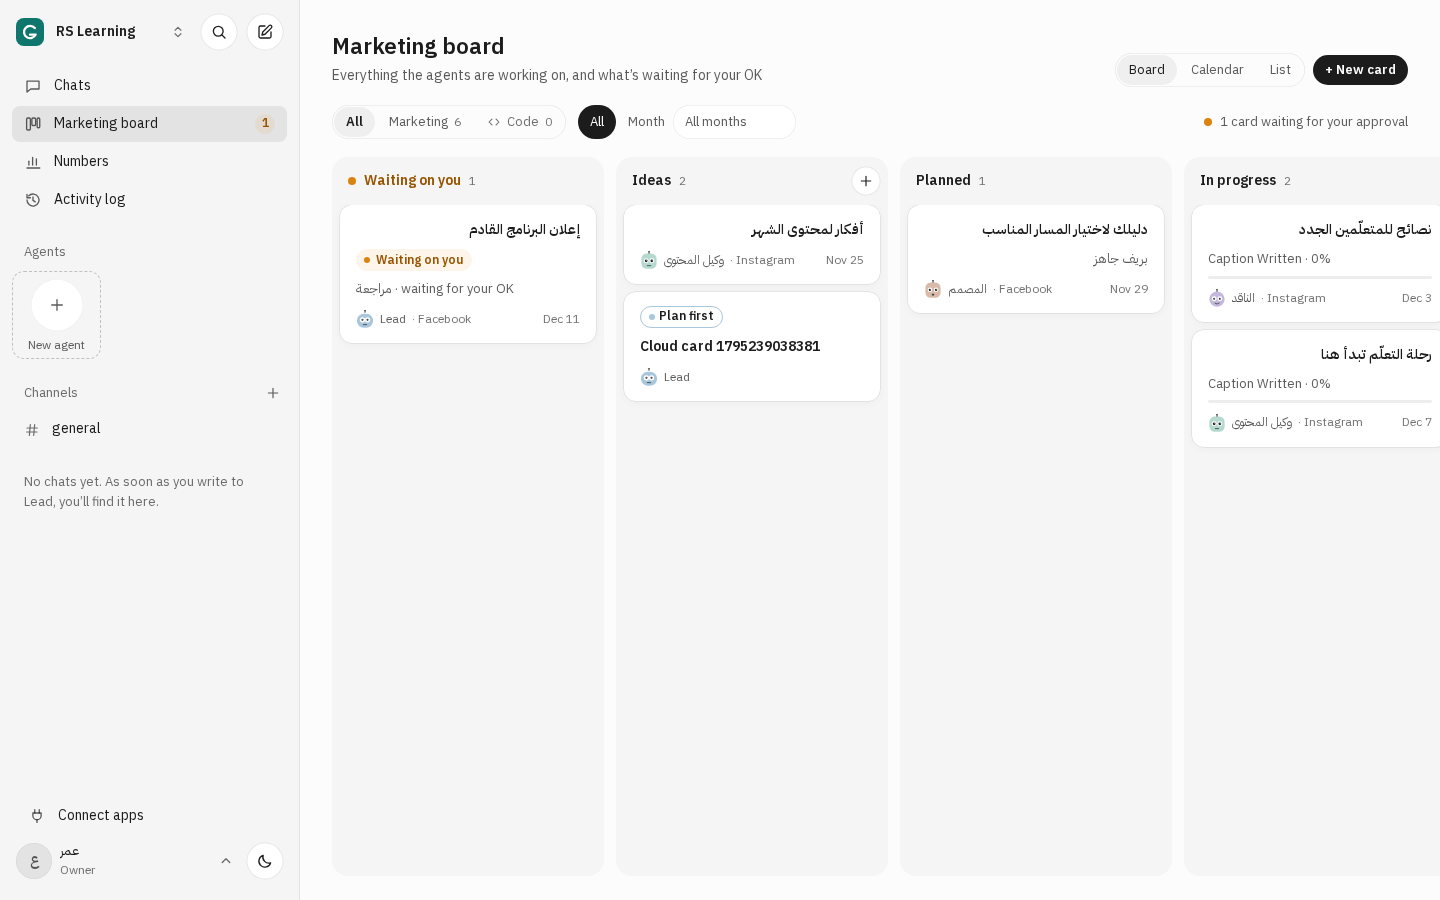 RS Learning
Chats
Marketing board 1
Numbers
Activity log
Agents
New agent
Channels
general
No chats yet. As soon as you write to
Lead, you'll find it here.
Connect apps
ع
عمر
Owner
Marketing board
Everything the agents are working on, and what's waiting for your OK
Board Calendar List
+ New card
All Marketing 6 Code 0 All Month All months
1 card waiting for your approval
Waiting on you 1
إعلان البرنامج القادم
Waiting on you
مراجعة · waiting for your OK
Lead · Facebook Dec 11
Ideas 2
أفكار لمحتوى الشهر
وكيل المحتوى · Instagram Nov 25
Plan first
Cloud card 1795239038381
Lead
Planned 1
دليلك لاختيار المسار المناسب
بريف جاهز
المصمم · Facebook Nov 29
In progress 2
نصائح للمتعلّمين الجدد
Caption Written · 0%
الناقد · Instagram Dec 3
رحلة التعلّم تبدأ هنا
Caption Written · 0%
وكيل المحتوى · Instagram Dec 7